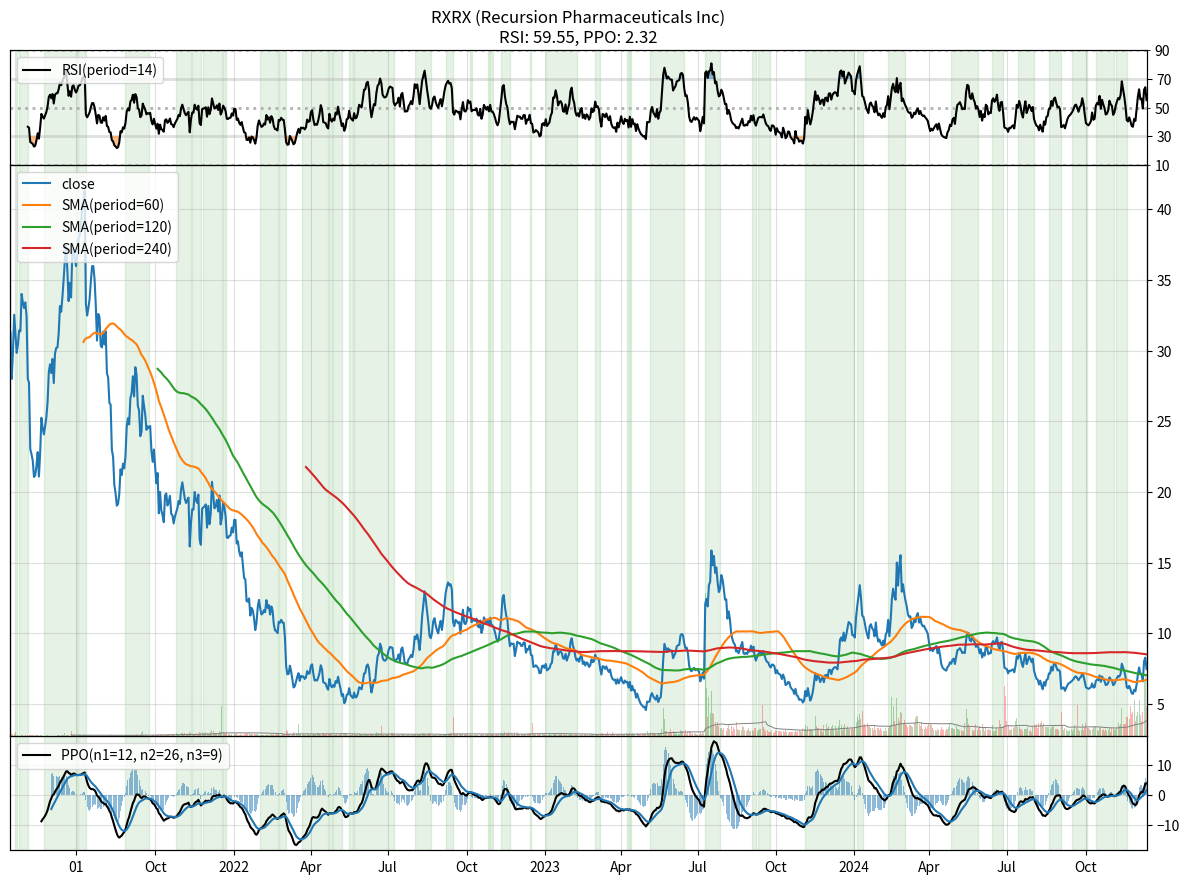 RXRX (Recursion Pharmaceuticals Inc)
RSI: 59.55, PPO: 2.32
RSI(period=14)
90
70
50
30
10
close
SMA(period=60)
SMA(period=120)
SMA(period=240)
40
35
30
25
20
15
10
5
PPO(n1=12, n2=26, n3=9)
10
0
−10
01 Oct 2022 Apr Jul Oct 2023 Apr Jul Oct 2024 Apr Jul Oct